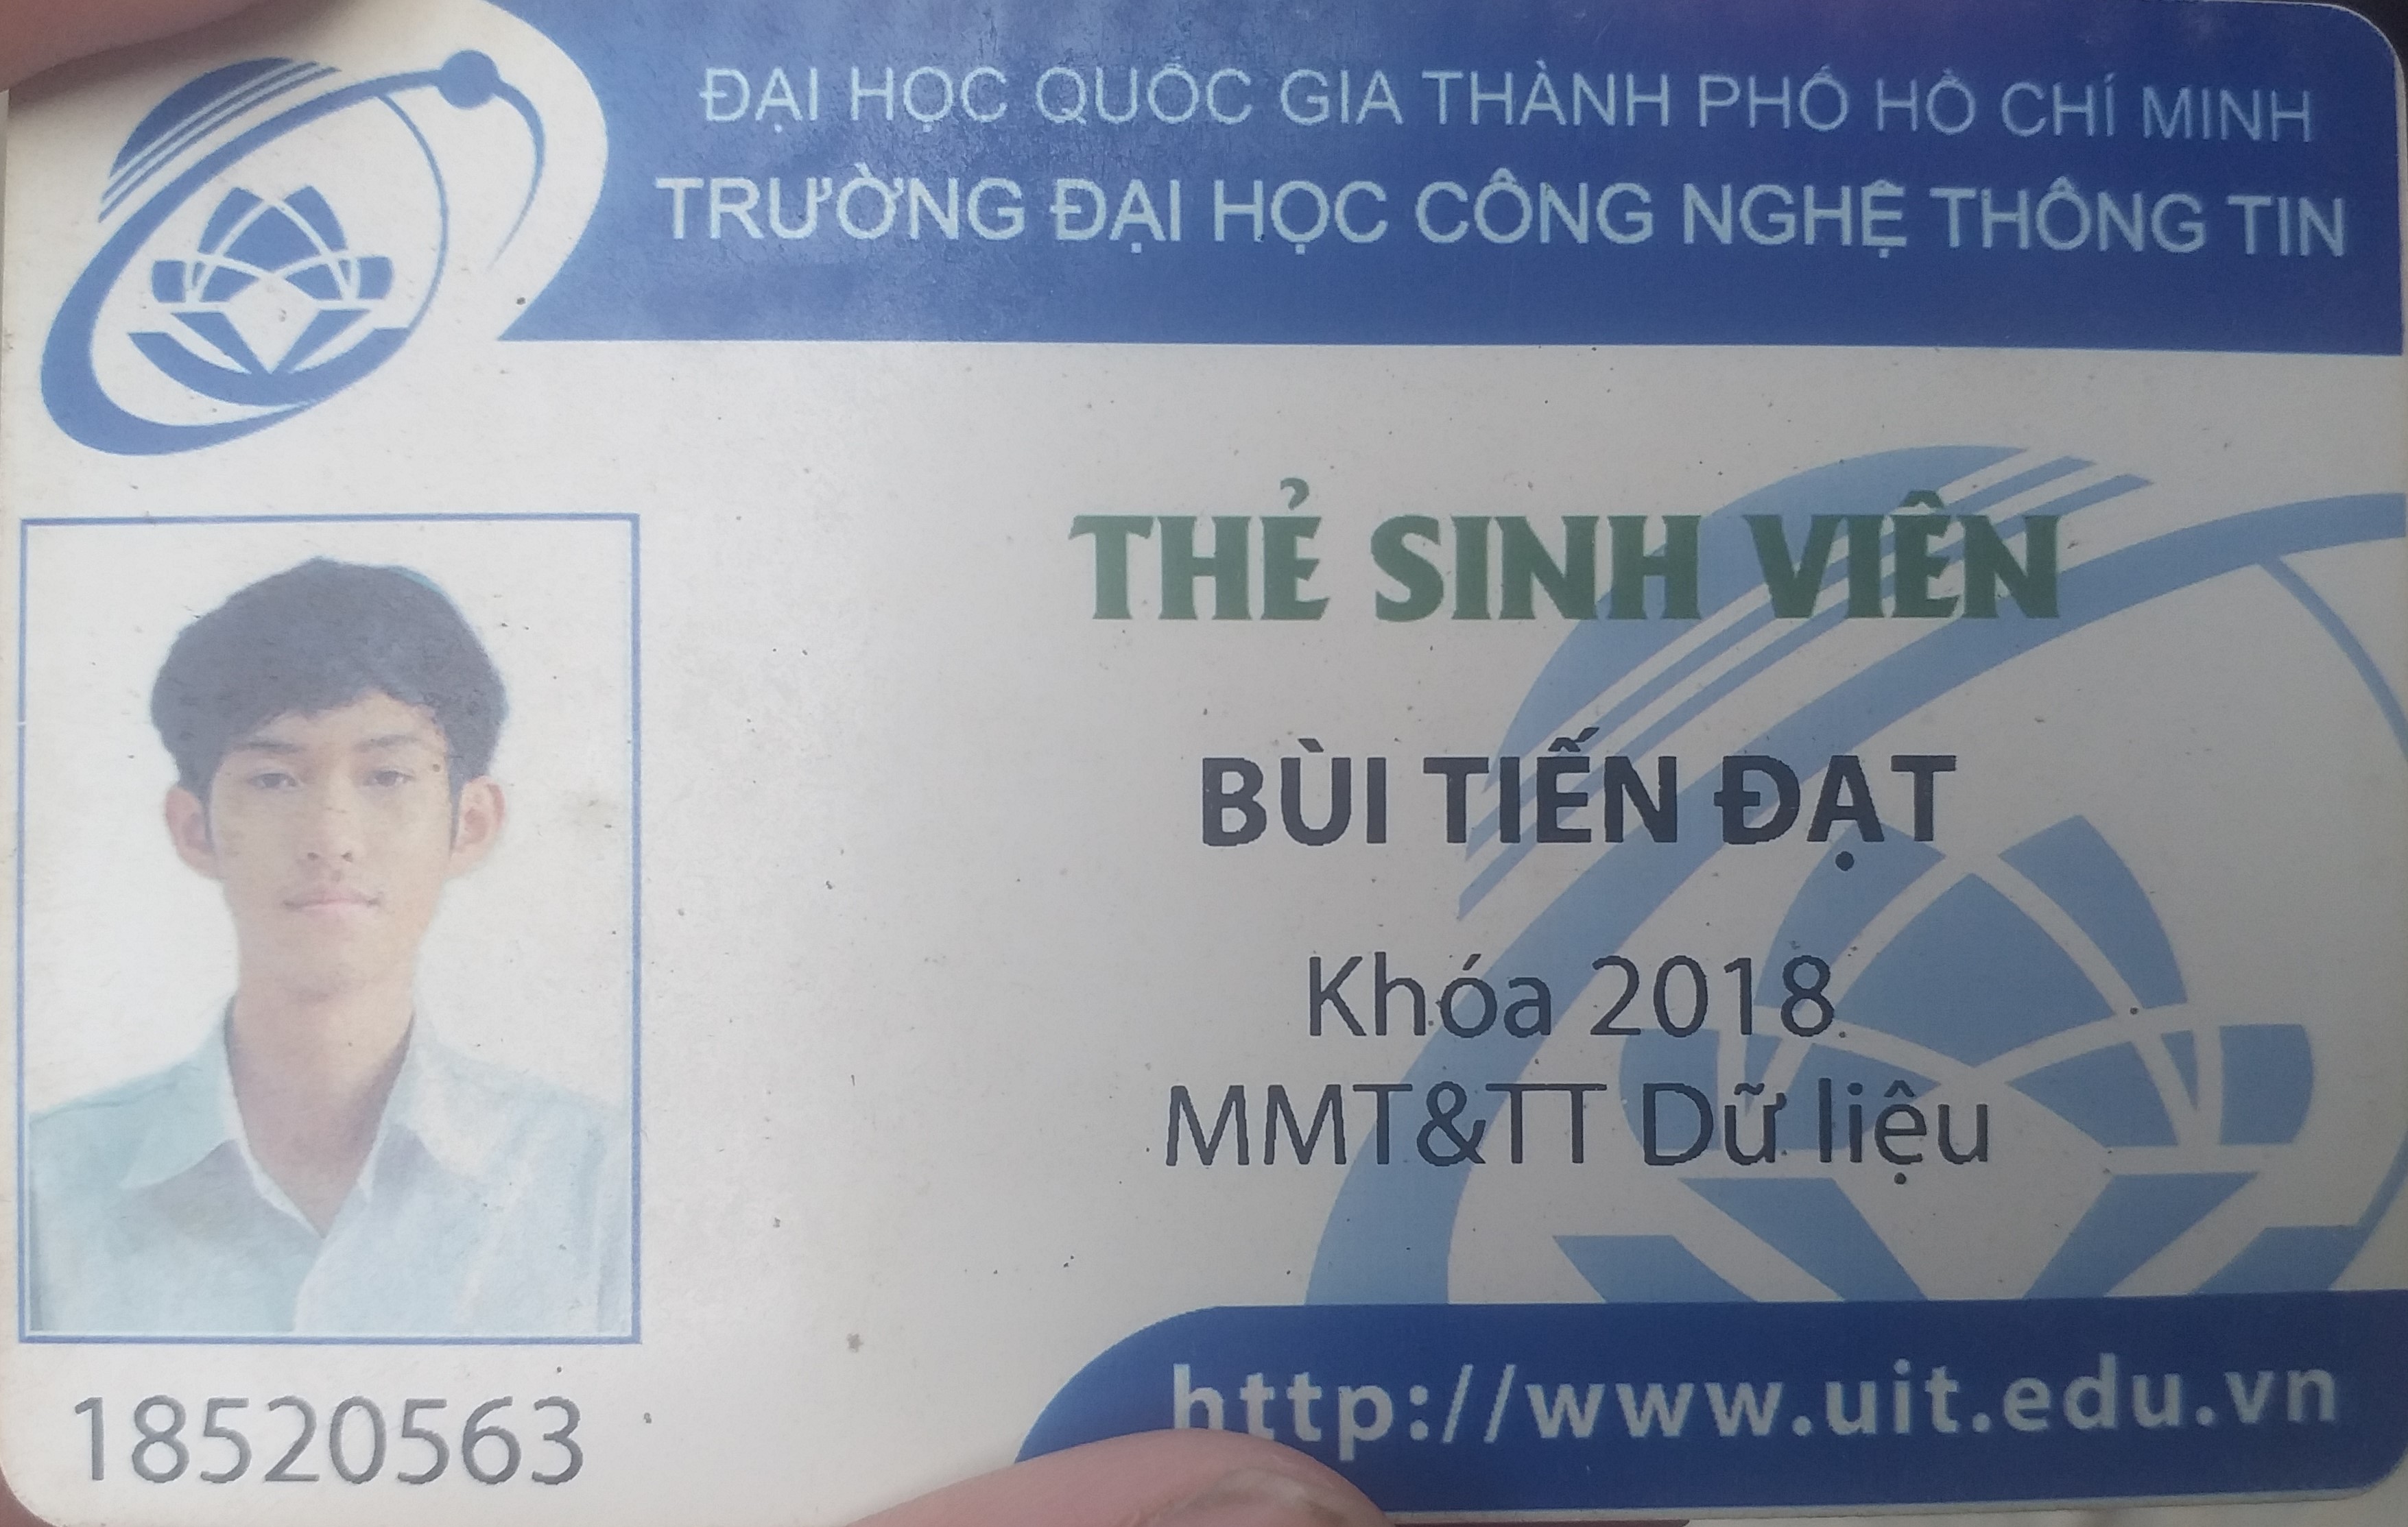 ĐẠI HỌC QUỐC GIA THÀNH PHỐ HỒ CHÍ MINH
TRƯỜNG ĐẠI HỌC CÔNG NGHỆ THÔNG TIN
THẺ SINH VIÊN
BÙI TIẾN ĐẠT
Khóa 2018
MMT&TT Dữ liệu
18520563
http://www.uit.edu.vn